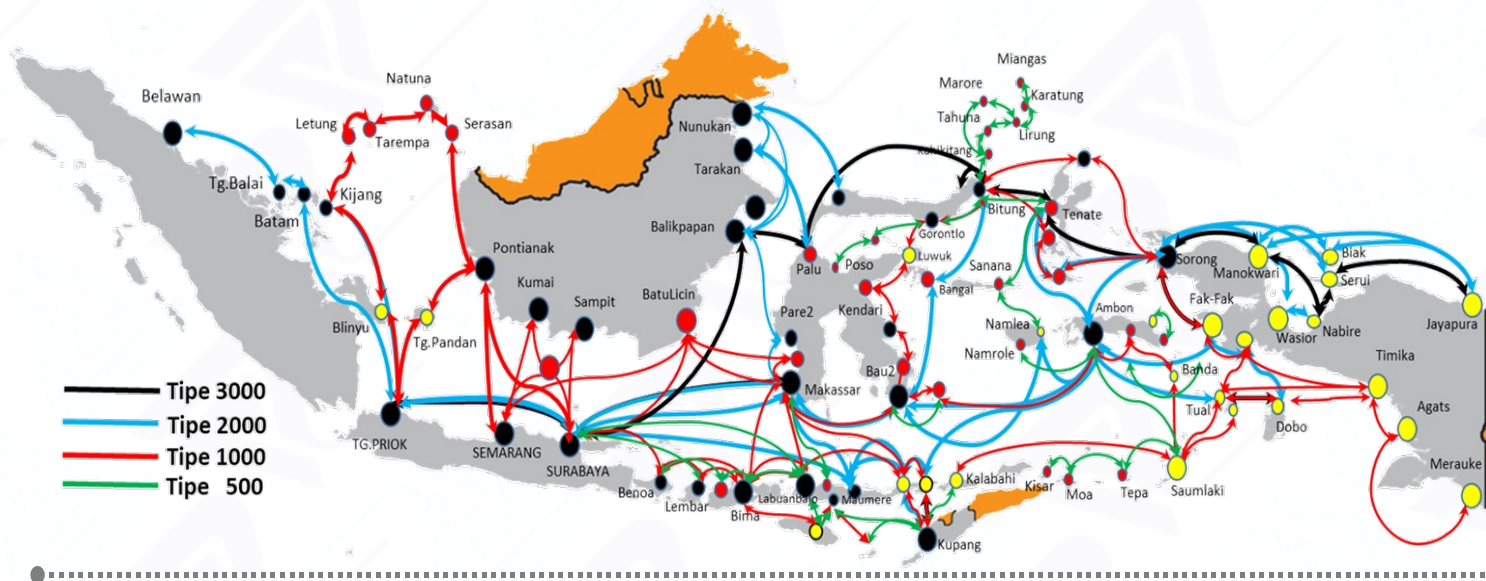 Miangas
Marore
Karatung
Natuna
Belawan
Tahuna
Letung
Serasan
Nunukan
Lirung
Tarempa
Tarakan
Tg.Balai
Kijang
Bitung
Tenate
Batam
Balikpapan
Gorontlo
Pontianak
Luwuk
Biak
Palu
Poso
Sorong
Manokwari
Sanana
Serui
Kumai
Bangai
BatuLicin
Sampit
Fak-Fak
Kendari
Ambon
Pare2
Blinyu
Namlea
Jayapura
Nabire
Tg.Pandan
Wasior
Namrole
Timika
Bau2
Banda
Tipe 3000
Makassar
Agats
Tual
Tipe 2000
Dobo
TG.PRIOK
SEMARANG
Tipe 1000
SURABAYA
Merauke
Kalabahi
Tipe 500
Benoa
Labuanbajo
Maumere
Kisar
Moa
Tepa
Saumlaki
Lembar
Bima
Kupang